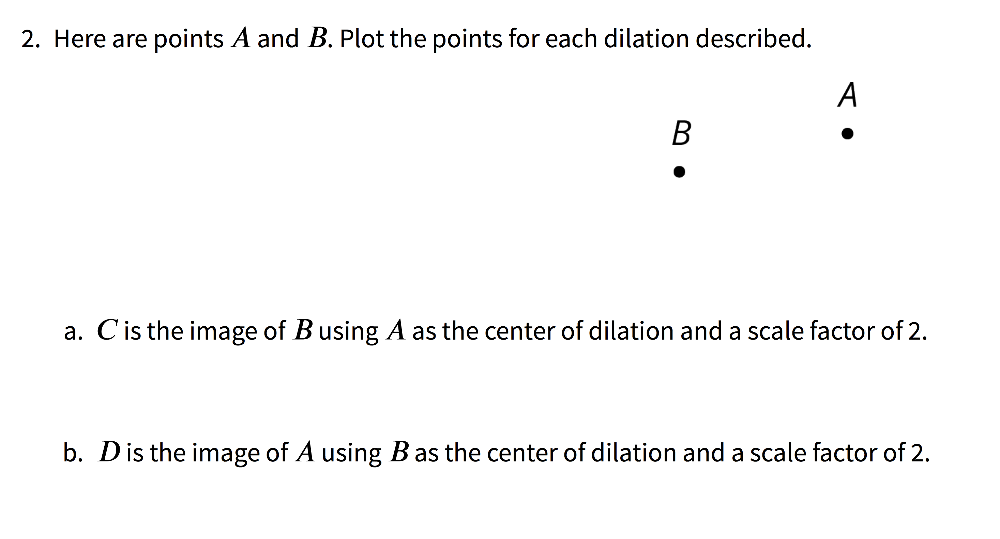 2. Here are points A and B. Plot the points for each dilation described.
A
B
a. C is the image of B using A as the center of dilation and a scale factor of 2.
b. D is the image of A using B as the center of dilation and a scale factor of 2.